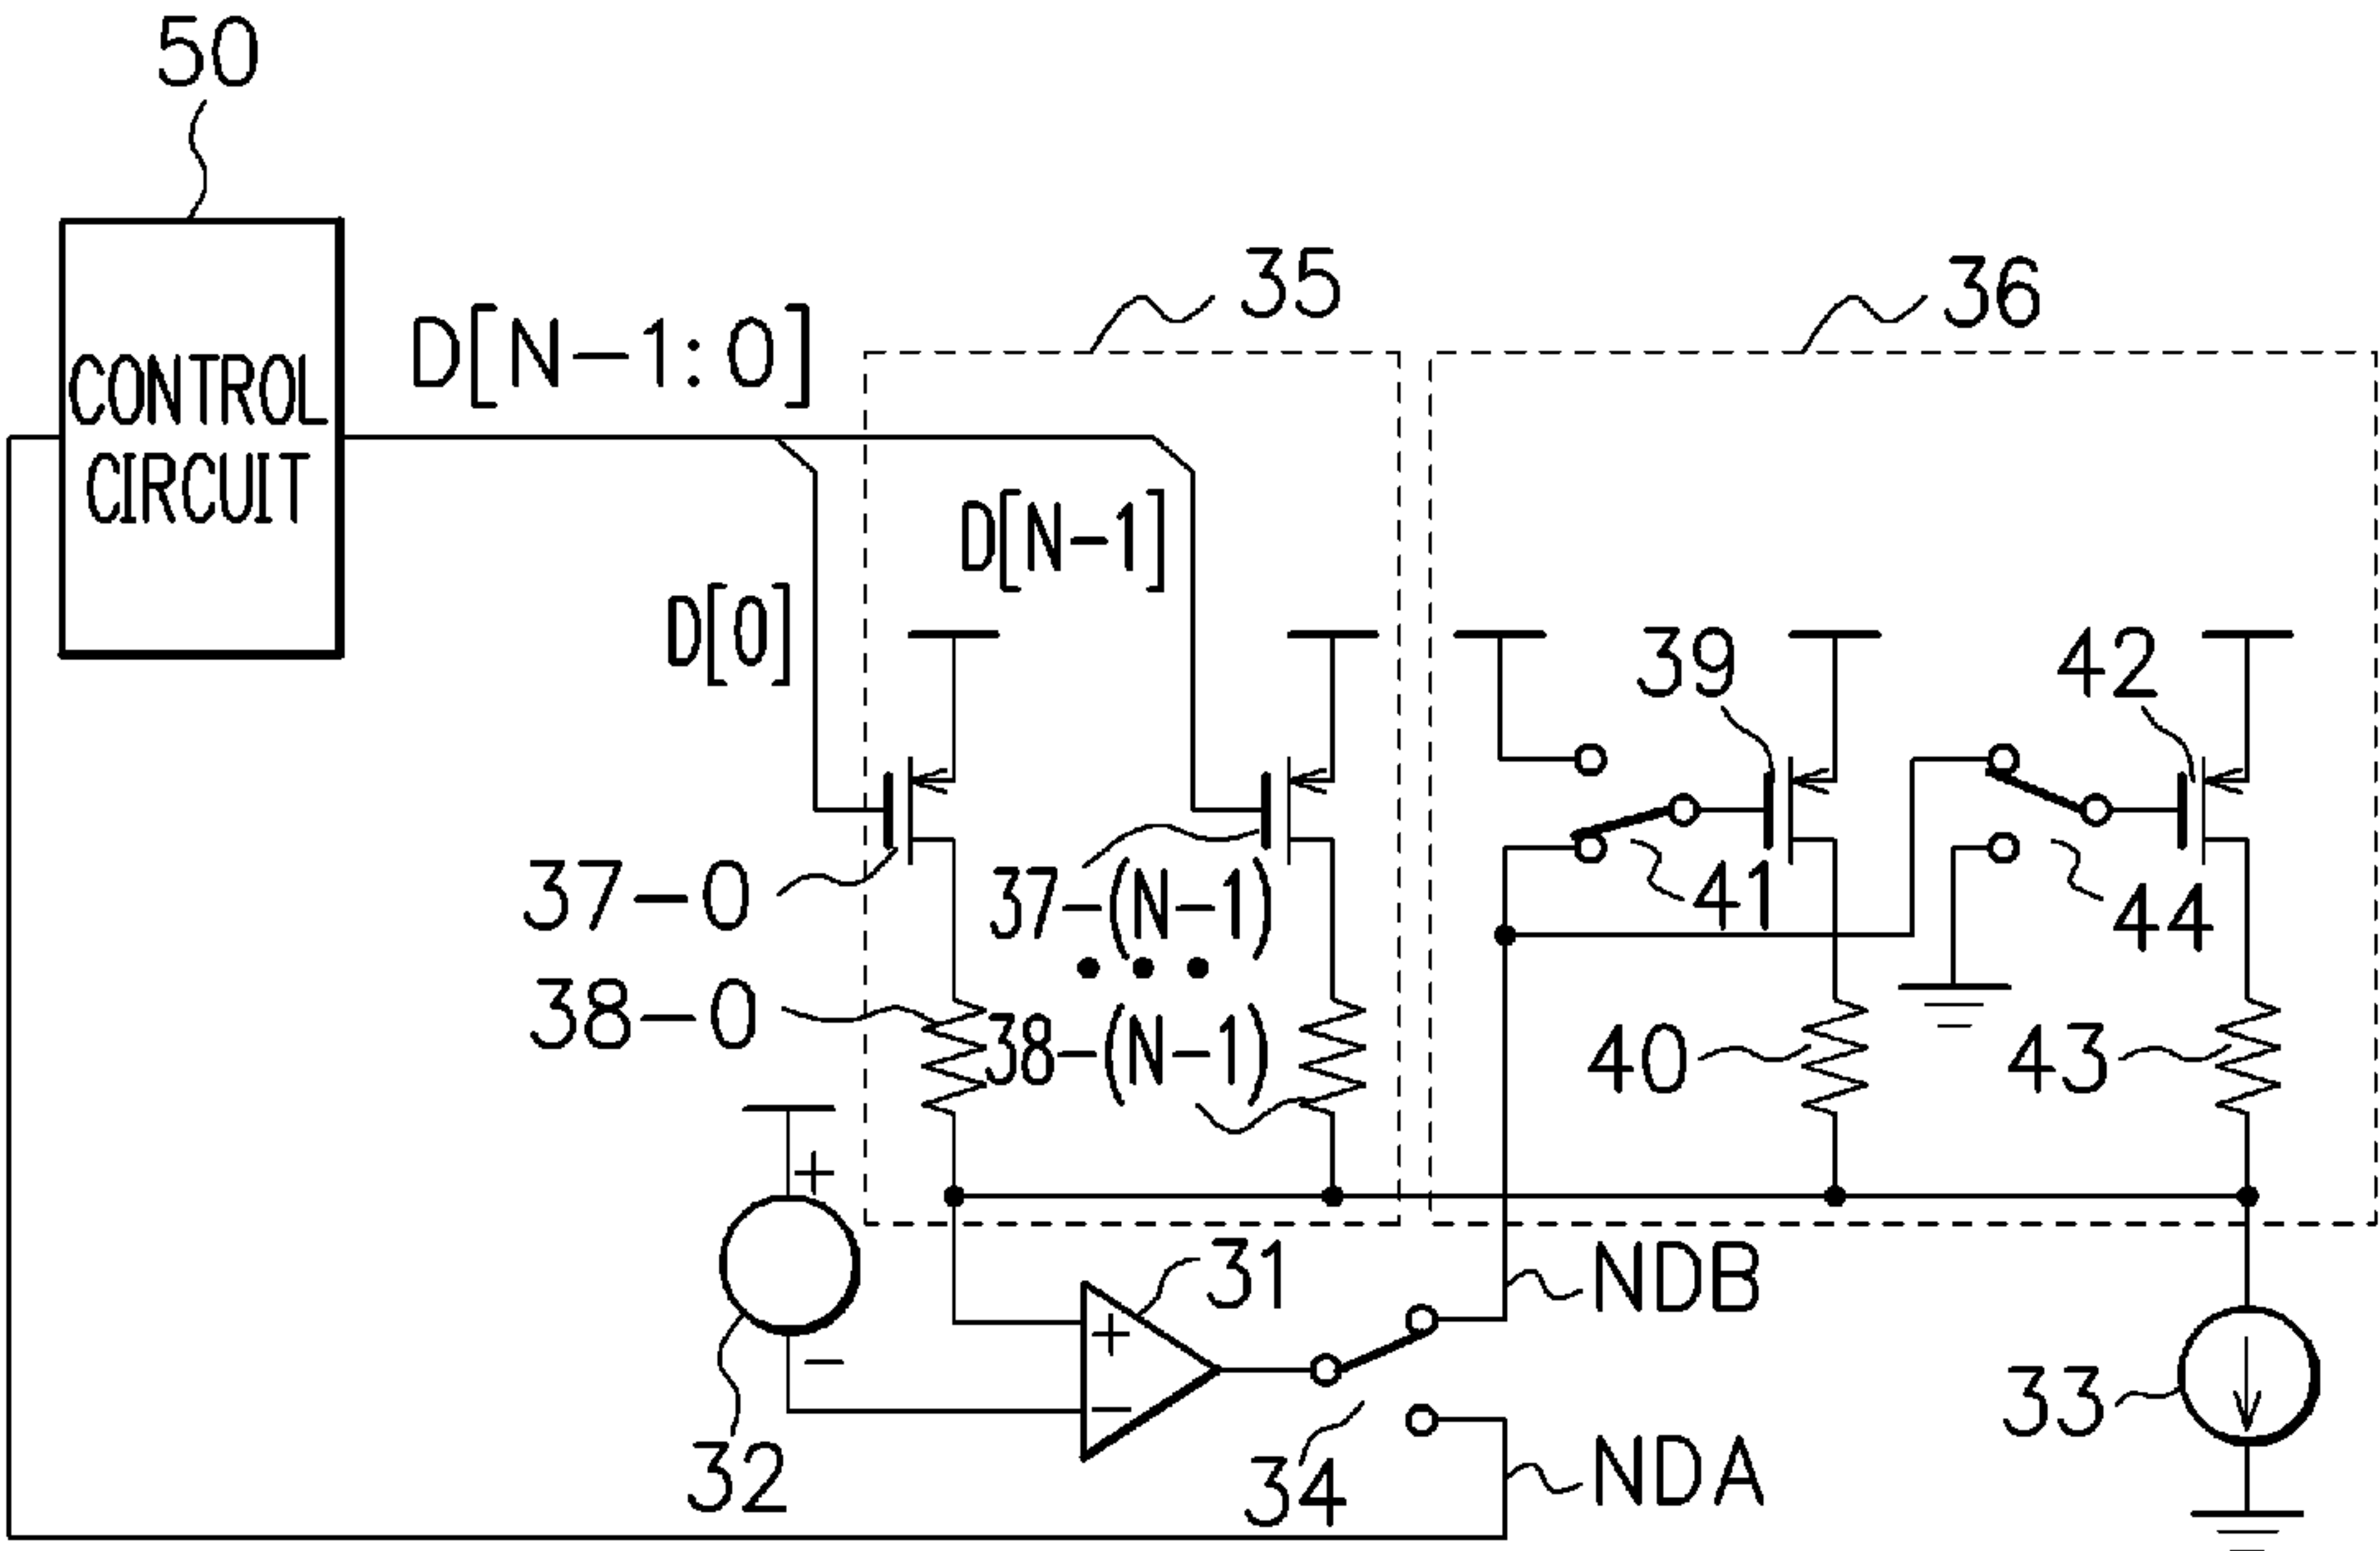 50
CONTROL
CIRCUIT
D[N-1:0]
35
36
D[0]
D[N-1]
39
42
37-0
37-(N-1)
41
44
38-0
38-(N-1)
40
43
+
-
32
31
+
-
34
NDB
NDA
33